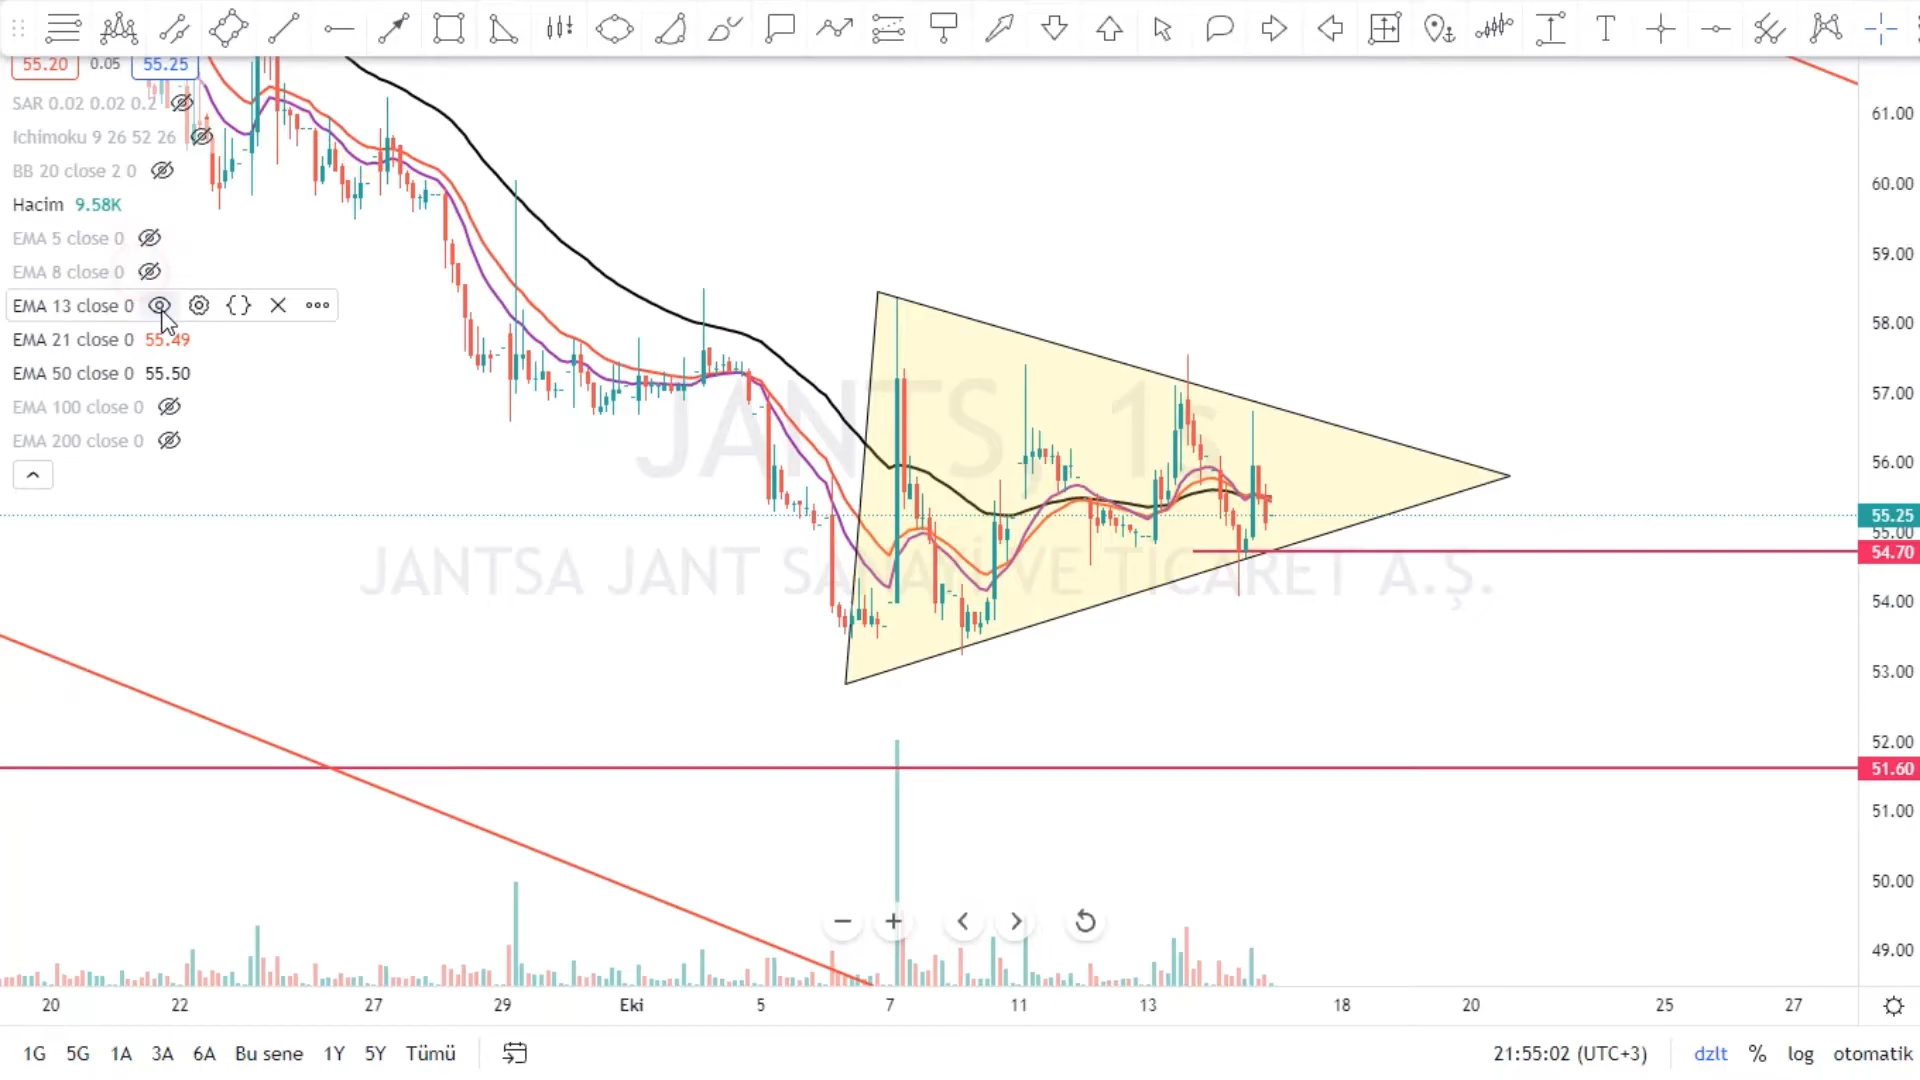 55.20 0.05 55.25
SAR 0.02 0.02 0.2
Ichimoku 9 26 52 26
BB 20 close 2 0
Hacim 9.58K
EMA 5 close 0
EMA 8 close 0
EMA 13 close 0
EMA 21 close 0 55.49
EMA 50 close 0 55.50
EMA 100 close 0
EMA 200 close 0
JANTS, 1s
JANTSA JANT SANAYİ VE TİCARET A.Ş.
61.00
60.00
59.00
58.00
57.00
56.00
55.25
55.00
54.70
54.00
53.00
52.00
51.60
51.00
50.00
49.00
20 22 27 29 Eki 5 7 11 13 18 20 25 27
1G 5G 1A 3A 6A Bu sene 1Y 5Y Tümü 21:55:02 (UTC+3) dzlt % log otomatik